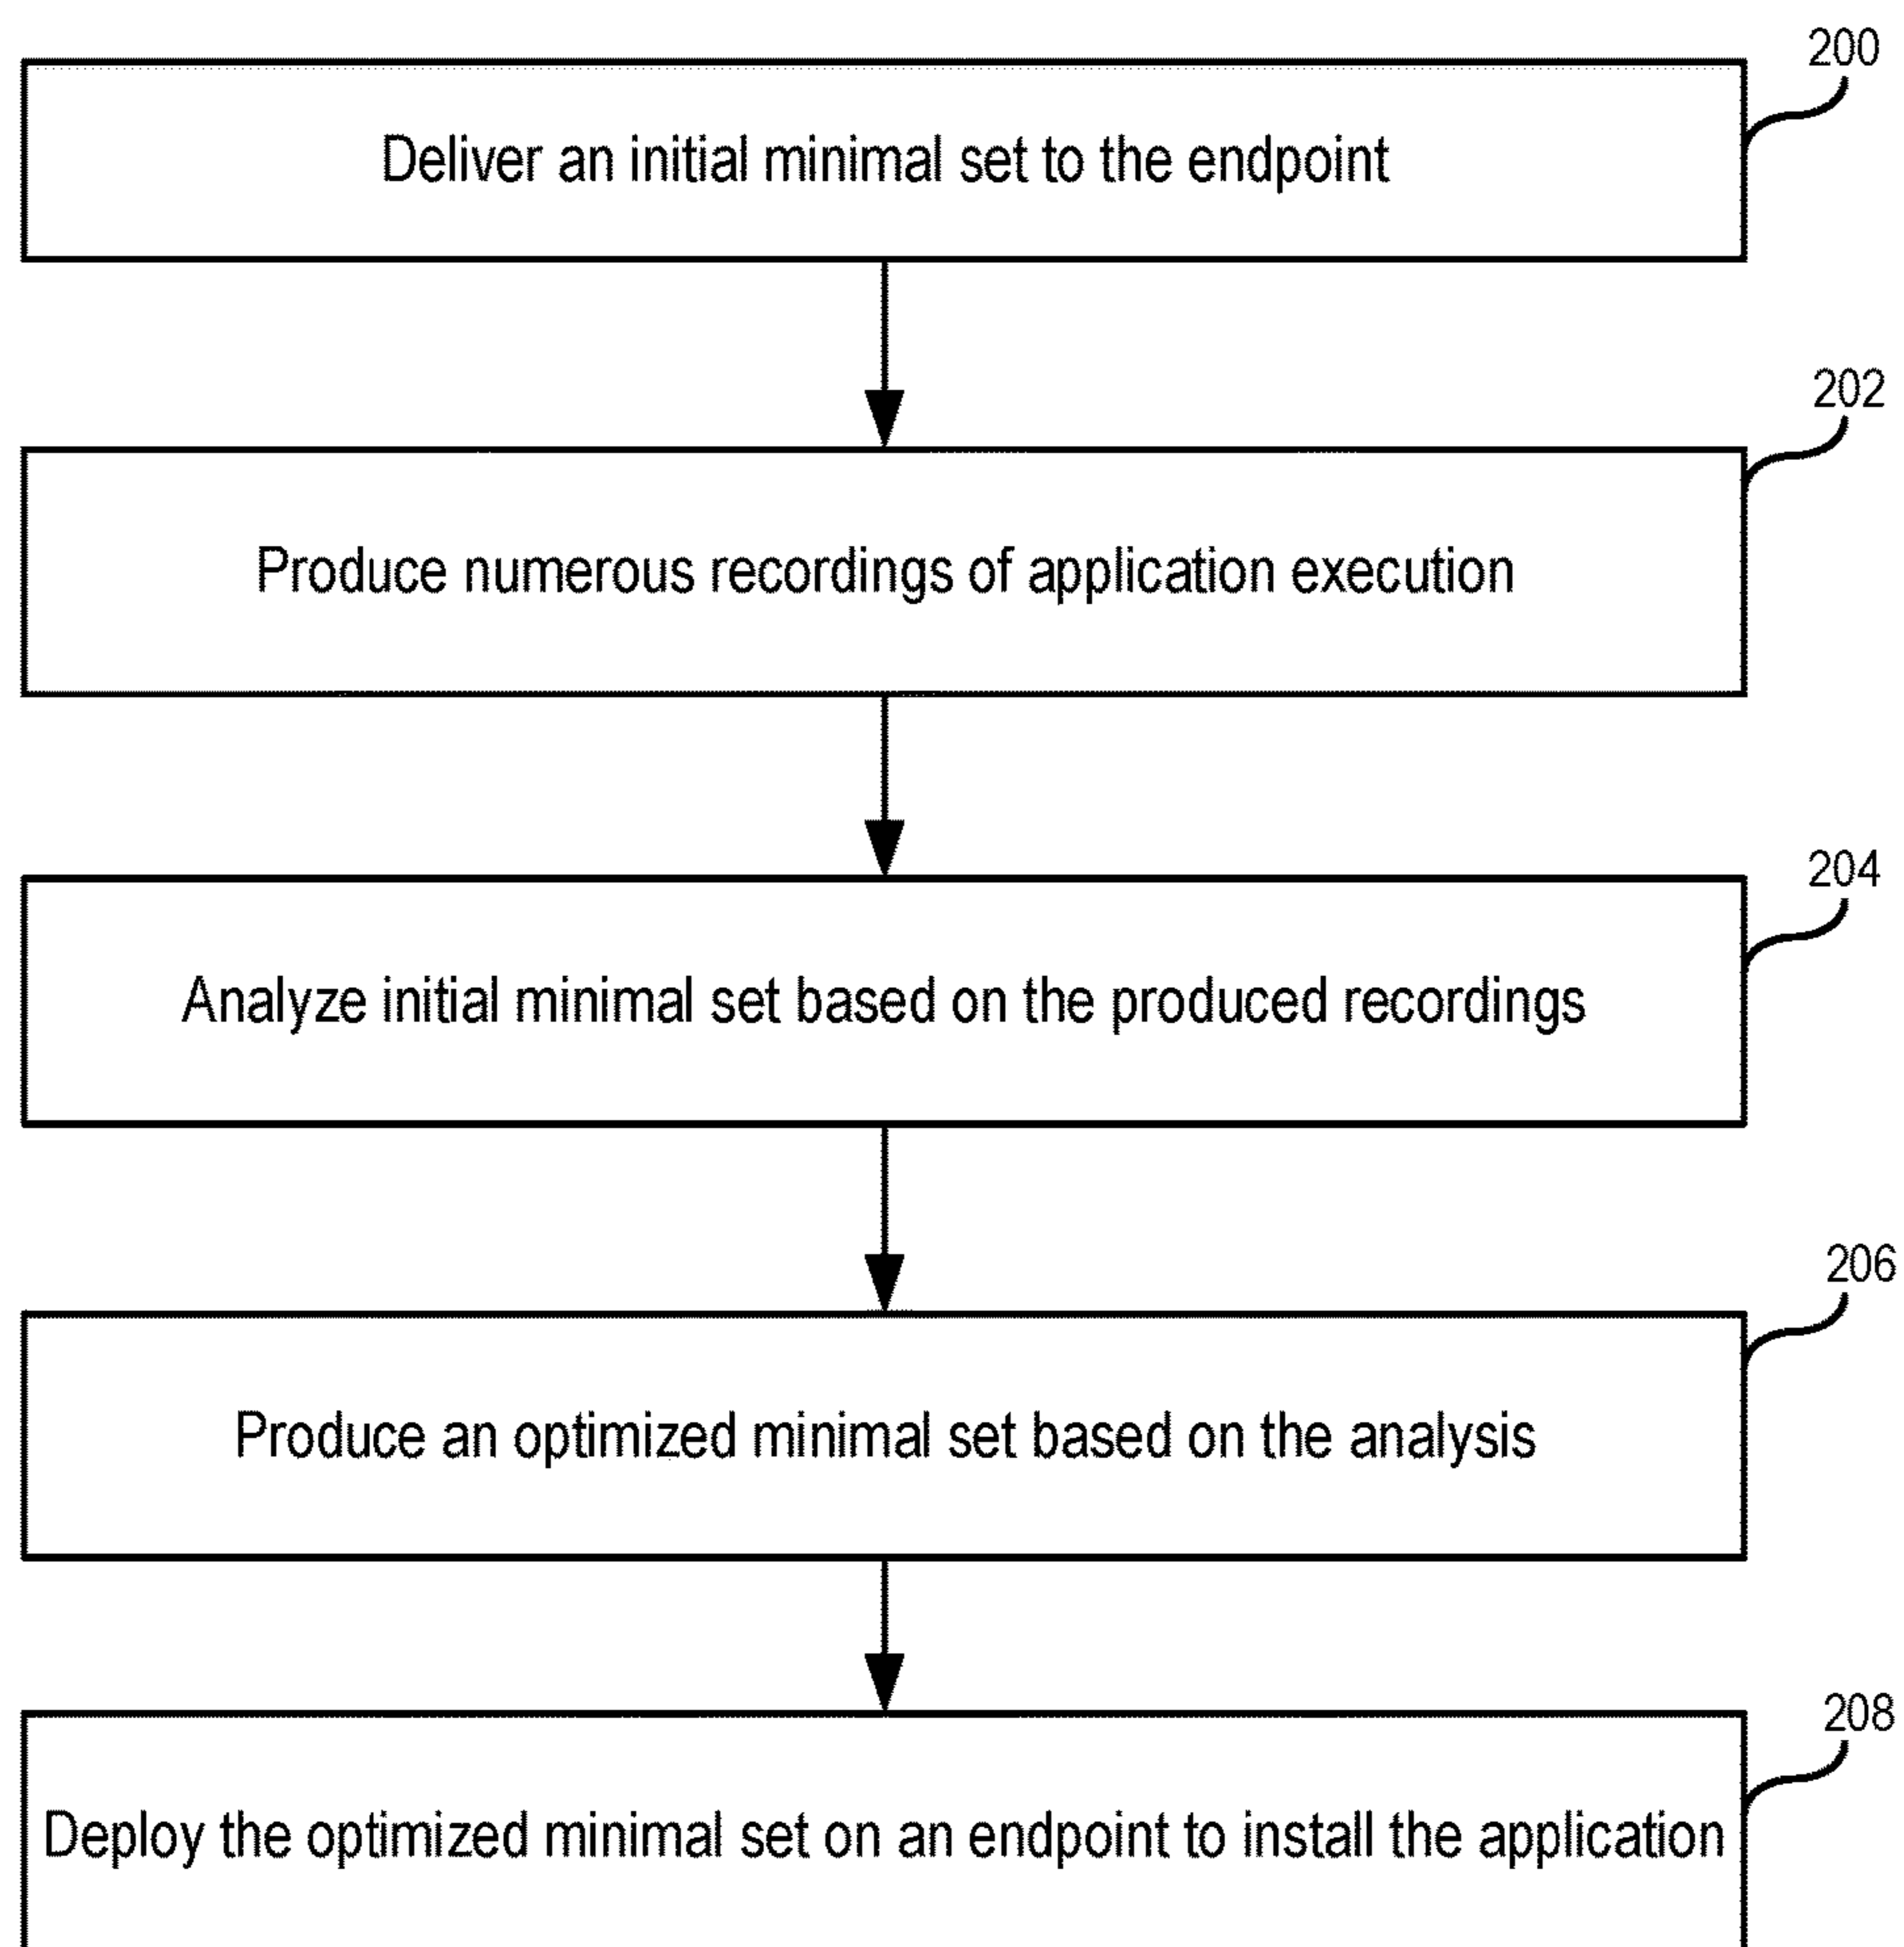 200
Deliver an initial minimal set to the endpoint
202
Produce numerous recordings of application execution
204
Analyze initial minimal set based on the produced recordings
206
Produce an optimized minimal set based on the analysis
208
Deploy the optimized minimal set on an endpoint to install the application